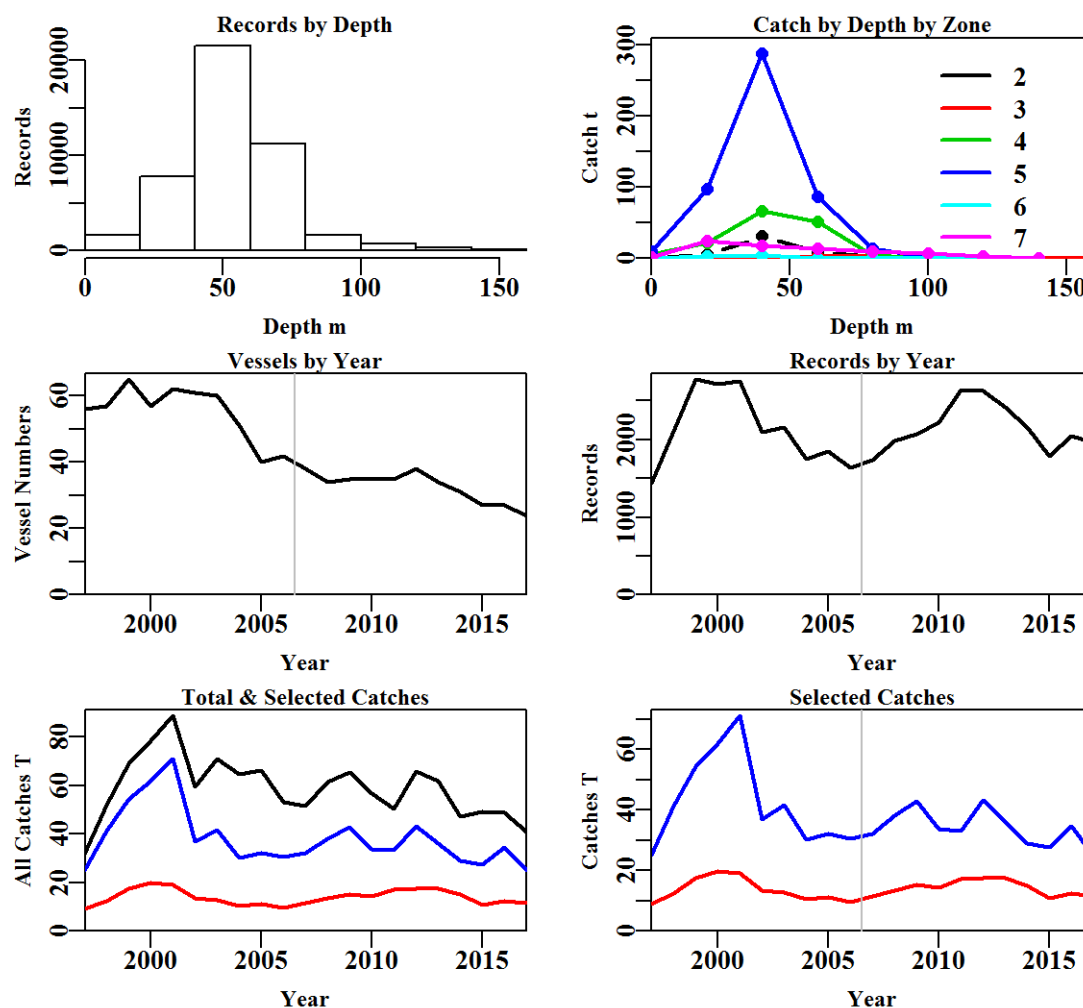 Records by Depth
Records
0 10000 20000
0 50 100 150
Depth m
Catch by Depth by Zone
Catch t
0 100 200 300
2
3
4
5
6
7
0 50 100 150
Depth m
Vessels by Year
Vessel Numbers
0 20 40 60
2000 2005 2010 2015
Year
Records by Year
Records
0 1000 2000
2000 2005 2010 2015
Year
Total & Selected Catches
All Catches T
0 20 40 60 80
2000 2005 2010 2015
Year
Selected Catches
Catches T
0 20 40 60
2000 2005 2010 2015
Year